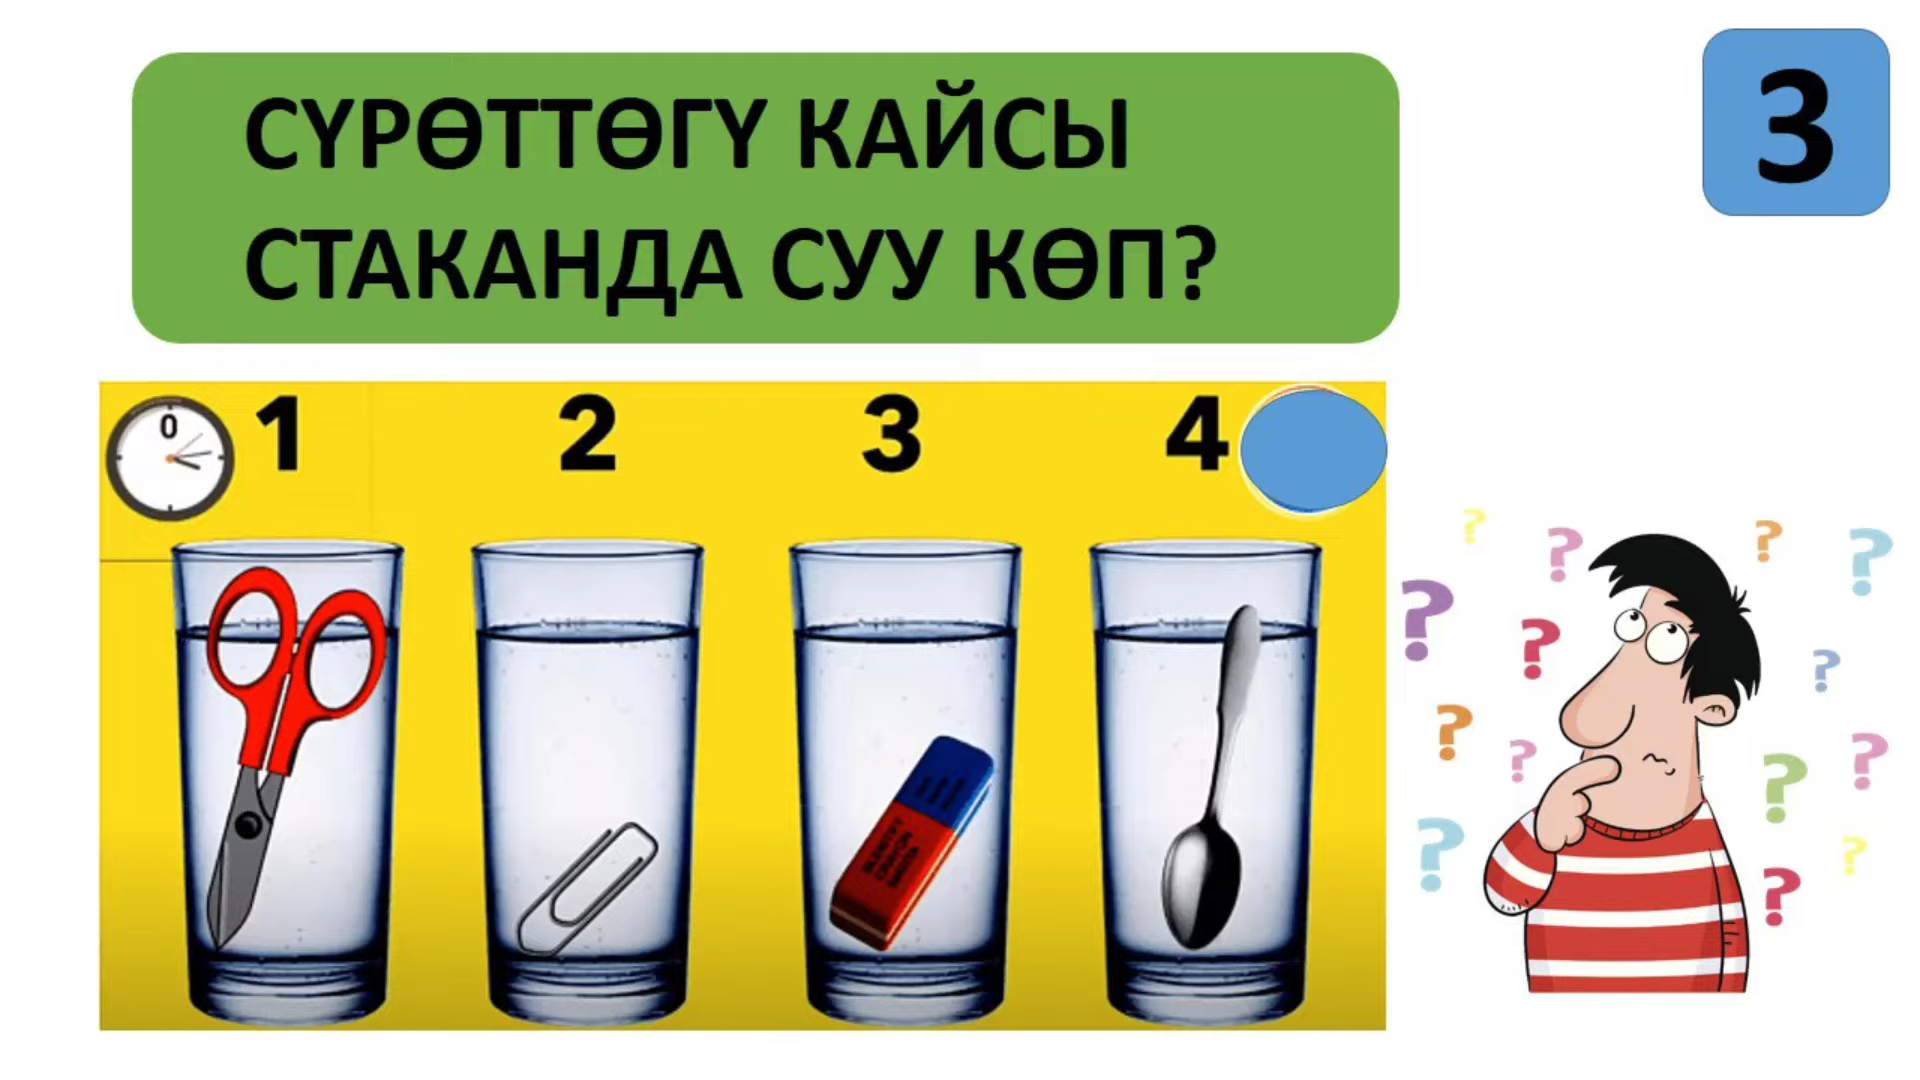 СҮРӨТТӨГҮ КАЙСЫ
СТАКАНДА СУУ КӨП?
3
0
1
2
3
4
? ? ? ? ? ? ? ? ? ? ? ? ? ? ? ?